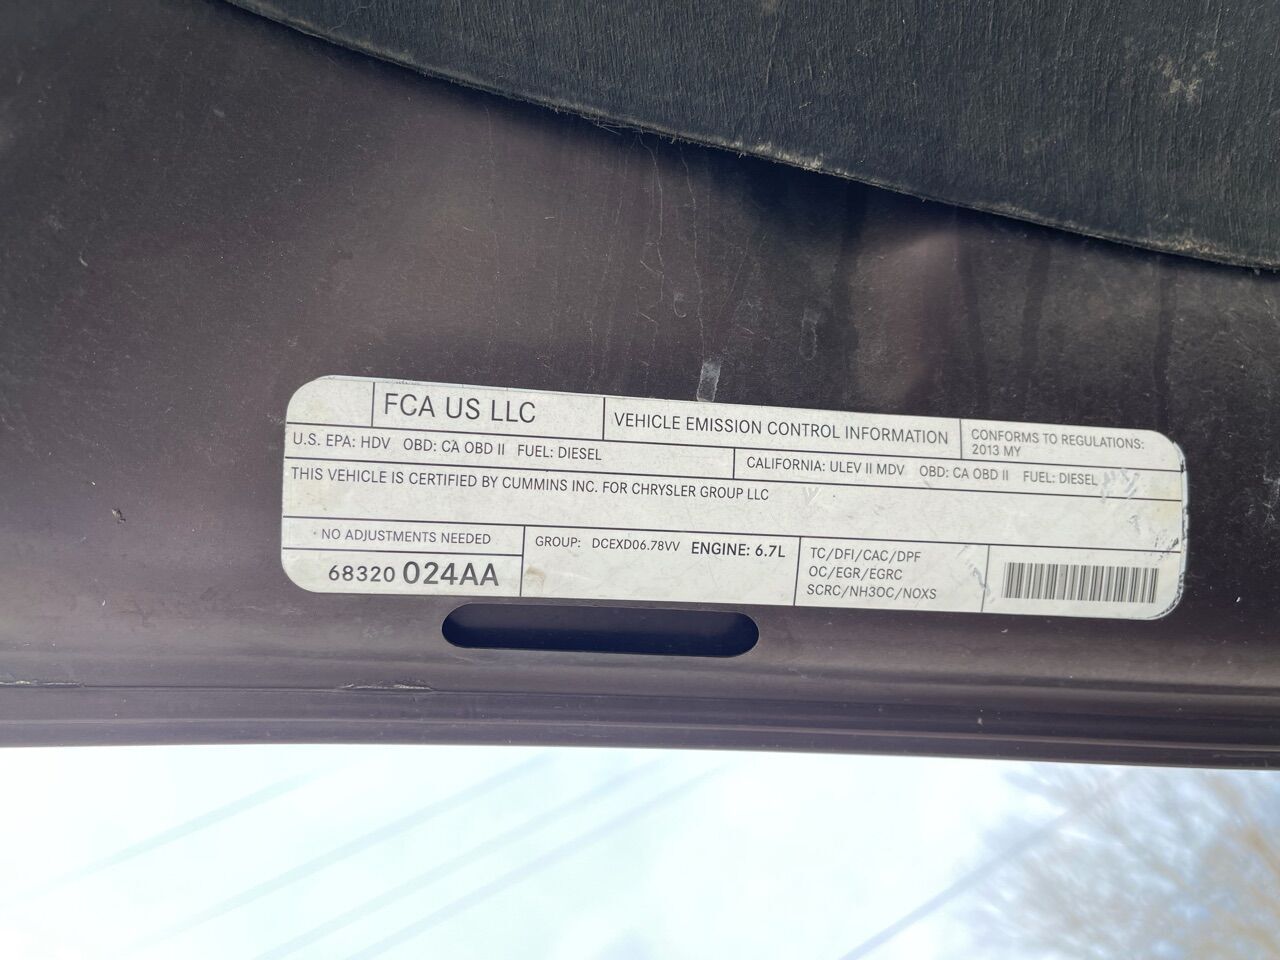 FCA US LLC
VEHICLE EMISSION CONTROL INFORMATION
CONFORMS TO REGULATIONS:
2013 MY
U.S. EPA: HDV OBD: CA OBD II FUEL: DIESEL
CALIFORNIA: ULEV II MDV OBD: CA OBD II FUEL: DIESEL
THIS VEHICLE IS CERTIFIED BY CUMMINS INC. FOR CHRYSLER GROUP LLC
NO ADJUSTMENTS NEEDED
68320 024AA
GROUP: DCEXD06.78VV ENGINE: 6.7L
TC/DFI/CAC/DPF
OC/EGR/EGRC
SCRC/NH3OC/NOXS